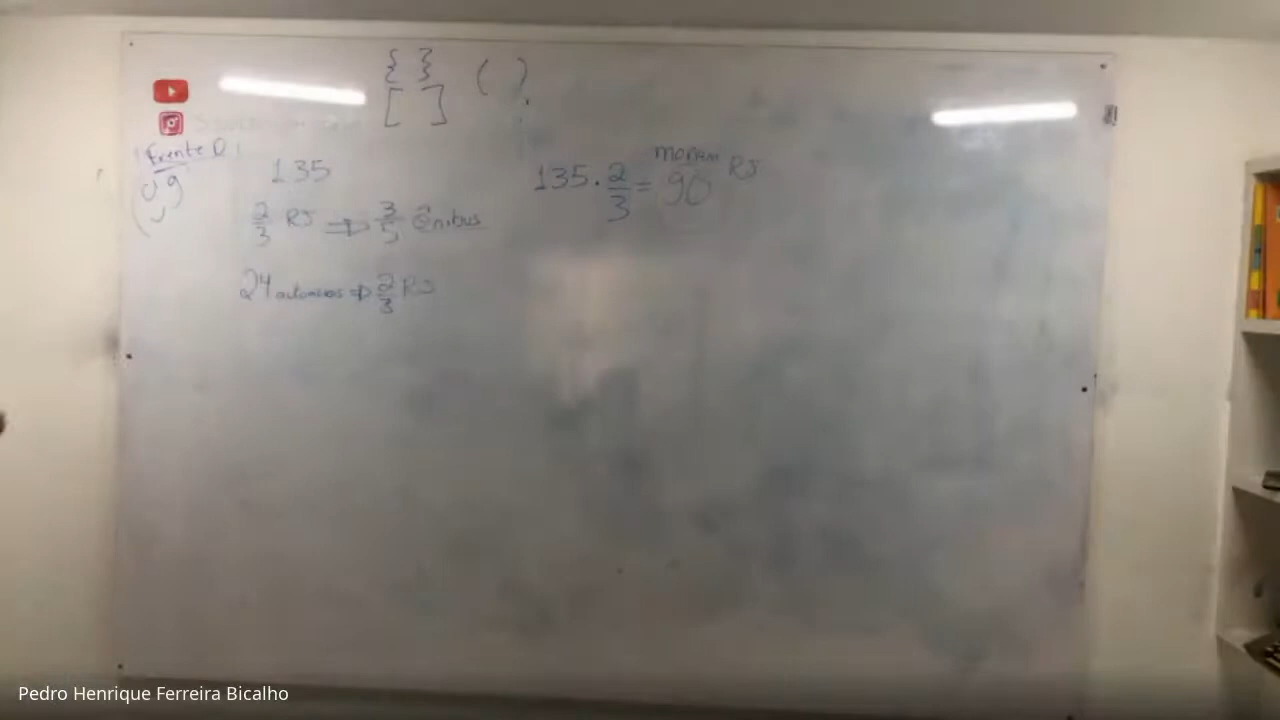 { } ( )
[ ]
Frente D
135
2/3 RJ ⇒ 3/5 Ônibus
24 automóveis ⇒ 2/3 RJ
135 . 2/3 = 90 moram RJ
Pedro Henrique Ferreira Bicalho